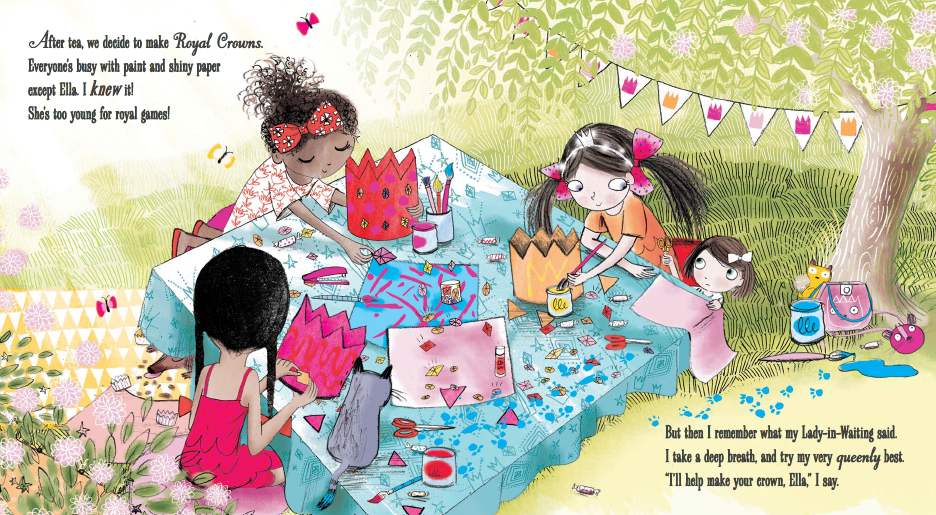 After tea, we decide to make Royal Crowns.
Everyone's busy with paint and shiny paper
except Ella. I knew it!
She's too young for royal games!
But then I remember what my Lady-in-Waiting said.
I take a deep breath, and try my very queenly best.
"I'll help make your crown, Ella," I say.